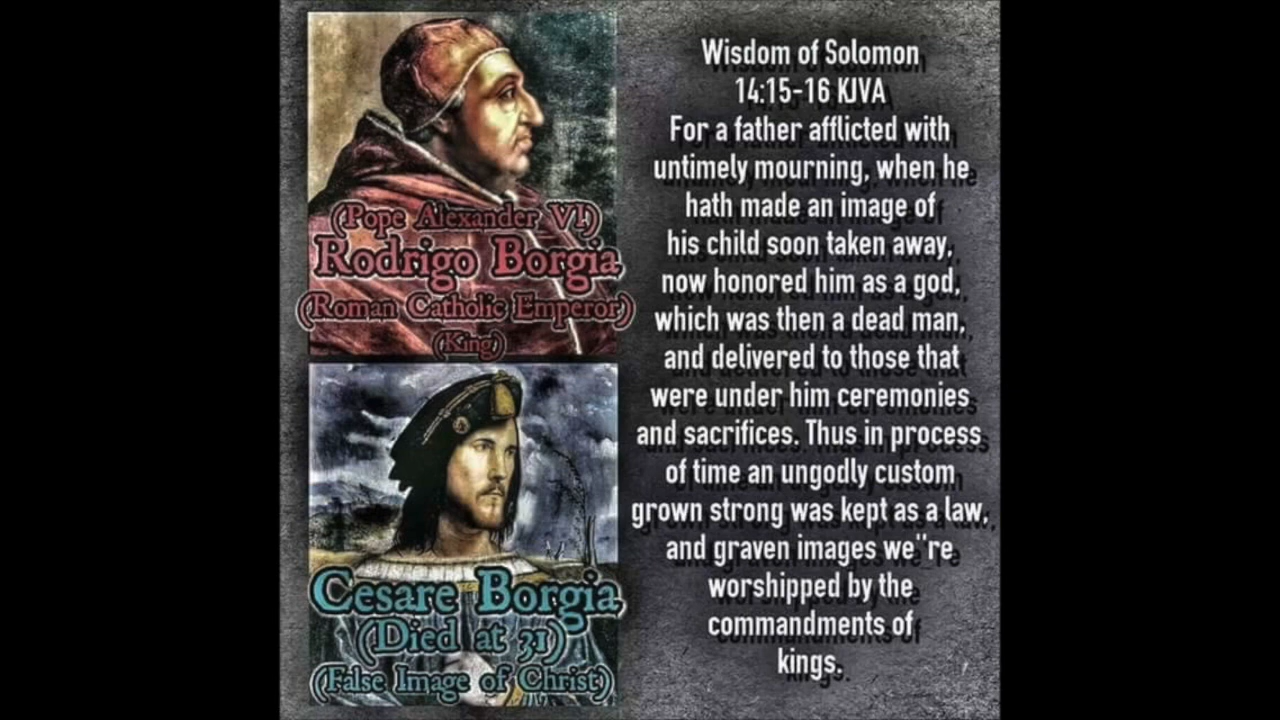 (Pope Alexander VI)
Rodrigo Borgia
(Roman Catholic Emperor)
(King)
Cesare Borgia
(Died at 31)
(False Image of Christ)
Wisdom of Solomon
14:15-16 KJVA
For a father afflicted with
untimely mourning, when he
hath made an image of
his child soon taken away,
now honored him as a god,
which was then a dead man,
and delivered to those that
were under him ceremonies
and sacrifices. Thus in process
of time an ungodly custom
grown strong was kept as a law,
and graven images we"re
worshipped by the
commandments of
kings.